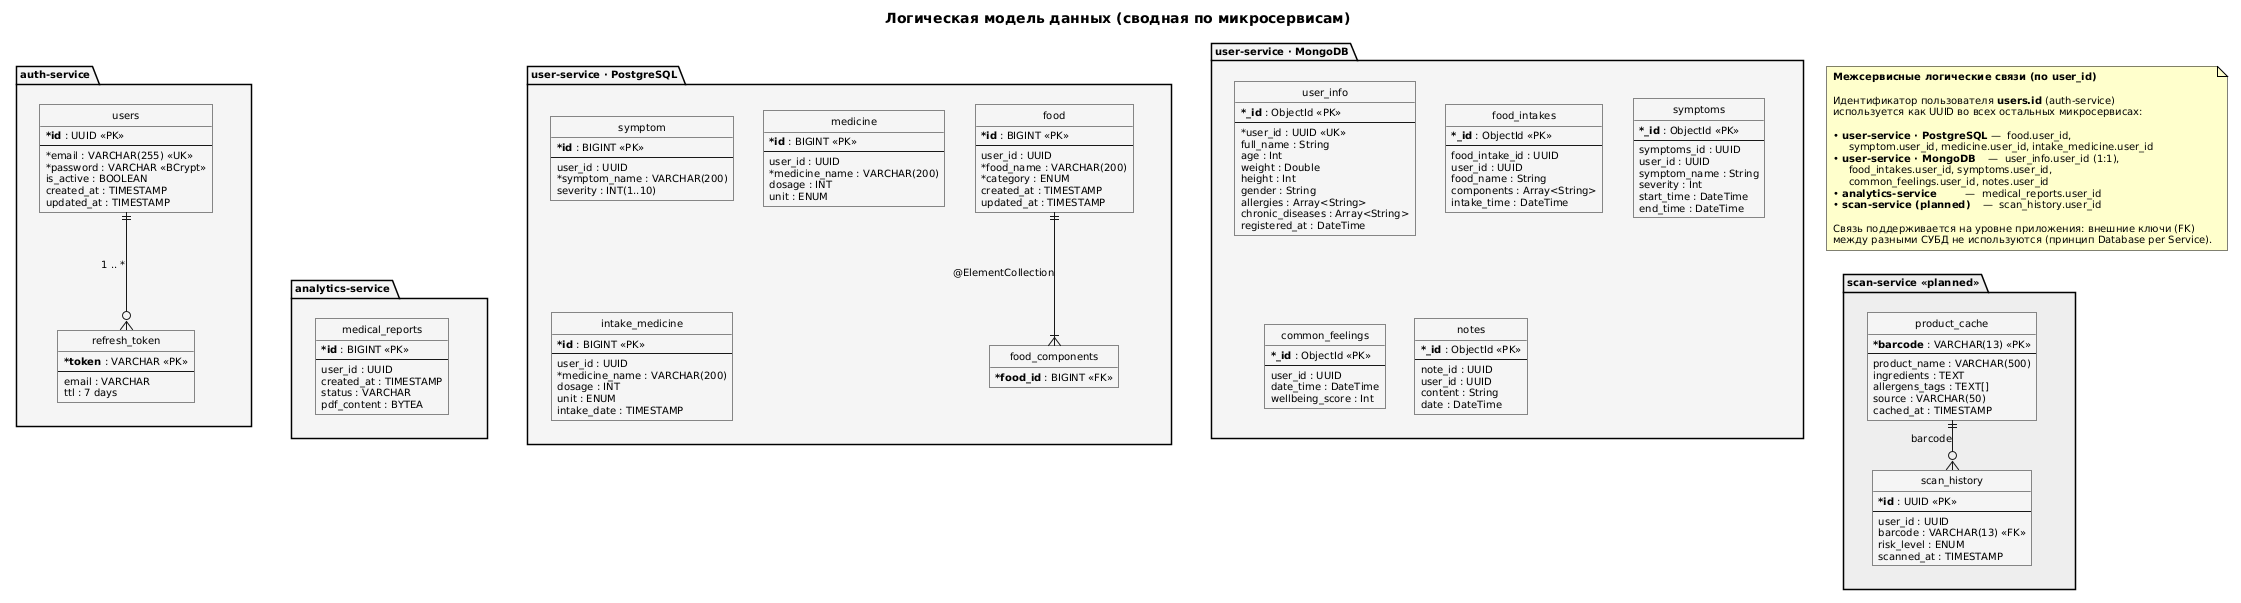 Логическая модель данных (сводная по микросервисам)
auth-service
users
*id : UUID «PK»
*email : VARCHAR(255) «UK»
*password : VARCHAR «BCrypt»
is_active : BOOLEAN
created_at : TIMESTAMP
updated_at : TIMESTAMP
1 .. *
refresh_token
*token : VARCHAR «PK»
email : VARCHAR
ttl : 7 days
analytics-service
medical_reports
*id : BIGINT «PK»
user_id : UUID
created_at : TIMESTAMP
status : VARCHAR
pdf_content : BYTEA
user-service · PostgreSQL
symptom
*id : BIGINT «PK»
user_id : UUID
*symptom_name : VARCHAR(200)
severity : INT(1..10)
medicine
*id : BIGINT «PK»
user_id : UUID
*medicine_name : VARCHAR(200)
dosage : INT
unit : ENUM
food
*id : BIGINT «PK»
user_id : UUID
*food_name : VARCHAR(200)
*category : ENUM
created_at : TIMESTAMP
updated_at : TIMESTAMP
@ElementCollection
intake_medicine
*id : BIGINT «PK»
user_id : UUID
*medicine_name : VARCHAR(200)
dosage : INT
unit : ENUM
intake_date : TIMESTAMP
food_components
*food_id : BIGINT «FK»
user-service · MongoDB
user_info
*_id : ObjectId «PK»
*user_id : UUID «UK»
full_name : String
age : Int
weight : Double
height : Int
gender : String
allergies : Array<String>
chronic_diseases : Array<String>
registered_at : DateTime
food_intakes
*_id : ObjectId «PK»
food_intake_id : UUID
user_id : UUID
food_name : String
components : Array<String>
intake_time : DateTime
symptoms
*_id : ObjectId «PK»
symptoms_id : UUID
user_id : UUID
symptom_name : String
severity : Int
start_time : DateTime
end_time : DateTime
common_feelings
*_id : ObjectId «PK»
user_id : UUID
date_time : DateTime
wellbeing_score : Int
notes
*_id : ObjectId «PK»
note_id : UUID
user_id : UUID
content : String
date : DateTime
Межсервисные логические связи (по user_id)
Идентификатор пользователя users.id (auth-service)
используется как UUID во всех остальных микросервисах:
• user-service · PostgreSQL — food.user_id,
symptom.user_id, medicine.user_id, intake_medicine.user_id
• user-service · MongoDB — user_info.user_id (1:1),
food_intakes.user_id, symptoms.user_id,
common_feelings.user_id, notes.user_id
• analytics-service — medical_reports.user_id
• scan-service (planned) — scan_history.user_id
Связь поддерживается на уровне приложения: внешние ключи (FK)
между разными СУБД не используются (принцип Database per Service).
scan-service «planned»
product_cache
*barcode : VARCHAR(13) «PK»
product_name : VARCHAR(500)
ingredients : TEXT
allergens_tags : TEXT[]
source : VARCHAR(50)
cached_at : TIMESTAMP
barcode
scan_history
*id : UUID «PK»
user_id : UUID
barcode : VARCHAR(13) «FK»
risk_level : ENUM
scanned_at : TIMESTAMP